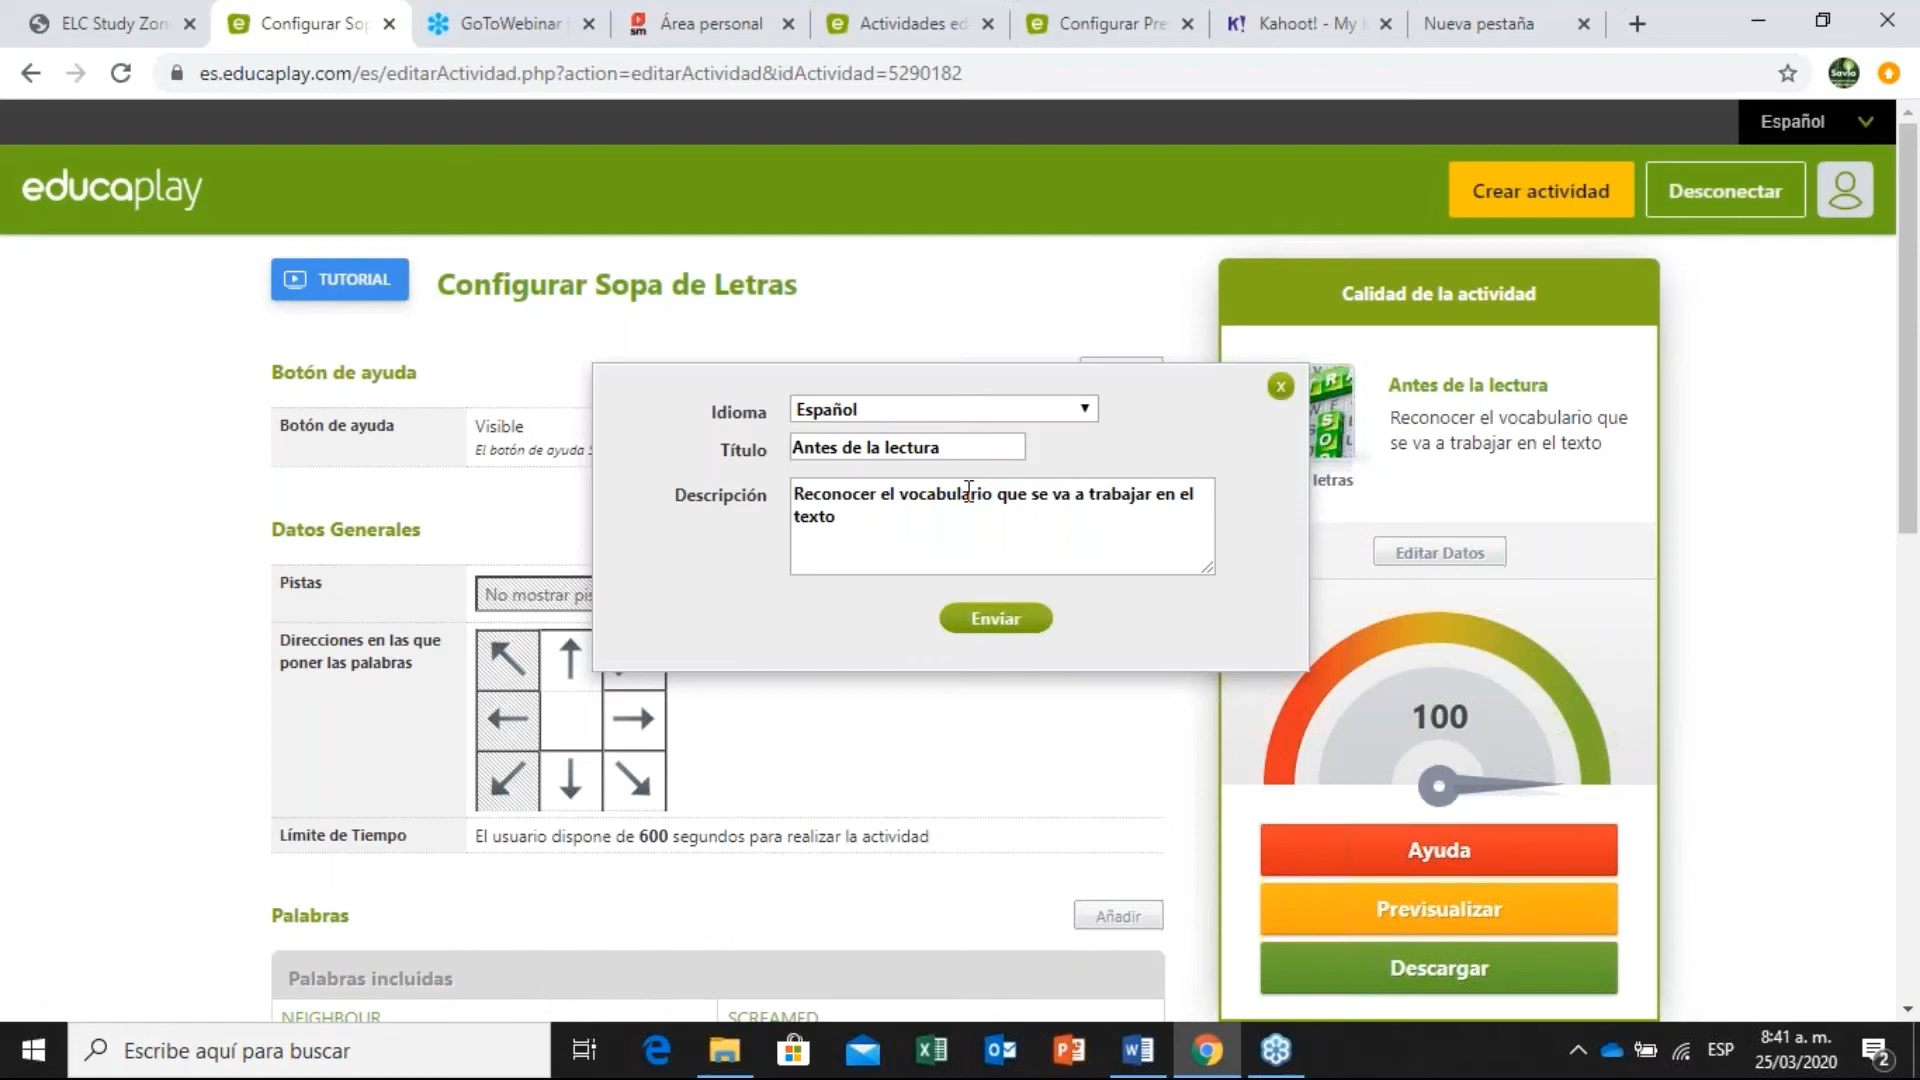 ELC Study Zon
Configurar Sop
GoToWebinar
Área personal
Actividades ed
Configurar Pre
Kahoot! - My
Nueva pestaña
es.educaplay.com/es/editarActividad.php?action=editarActividad&idActividad=5290182
Español
educaplay
Crear actividad
Desconectar
TUTORIAL
Configurar Sopa de Letras
Calidad de la actividad
Botón de ayuda
Botón de ayuda
Visible
El botón de ayuda
Idioma
Español
Título
Antes de la lectura
Descripción
Reconocer el vocabulario que se va a trabajar en el
texto
Enviar
x
Antes de la lectura
Reconocer el vocabulario que
se va a trabajar en el texto
letras
Editar Datos
Datos Generales
Pistas
No mostrar pis
Direcciones en las que
poner las palabras
Límite de Tiempo
El usuario dispone de 600 segundos para realizar la actividad
100
Ayuda
Previsualizar
Descargar
Palabras
Añadir
Palabras incluidas
NEIGHBOUR
SCREAMED
Escribe aquí para buscar
ESP
8:41 a. m.
25/03/2020
2